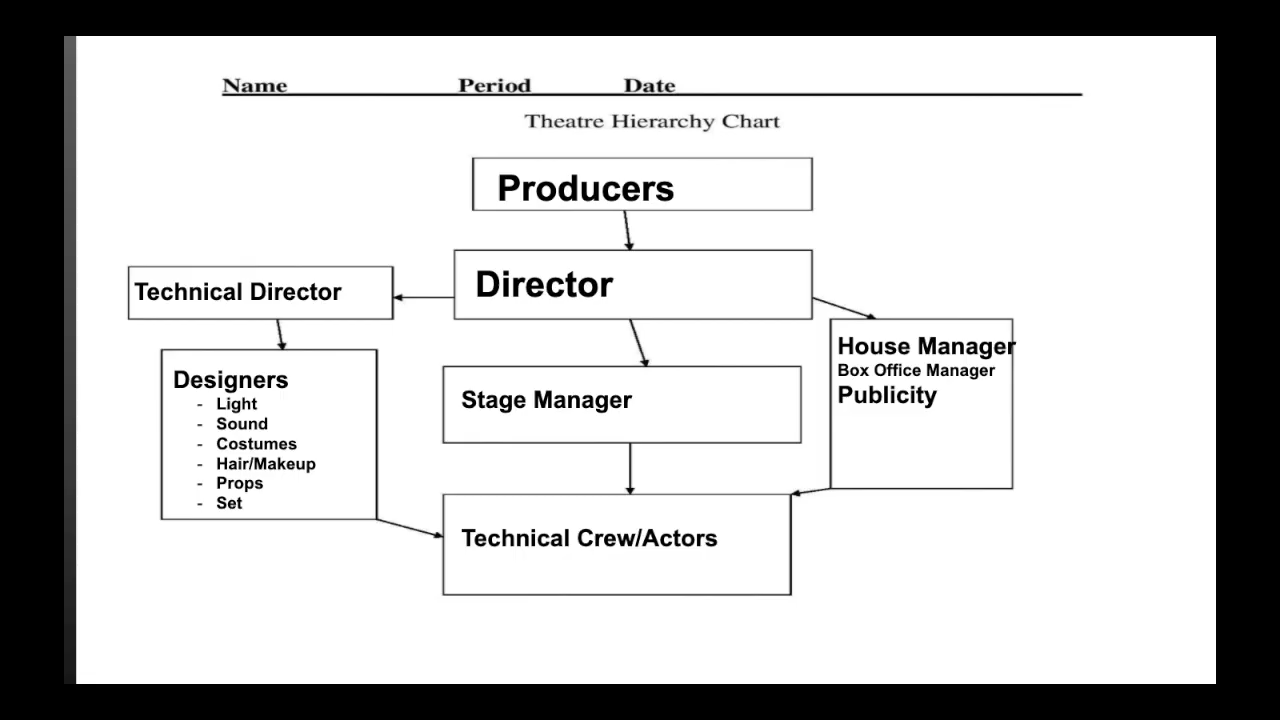 Name Period Date
Theatre Hierarchy Chart
Producers
Director
Technical Director
House Manager
Box Office Manager
Publicity
Designers
- Light
- Sound
- Costumes
- Hair/Makeup
- Props
- Set
Stage Manager
Technical Crew/Actors